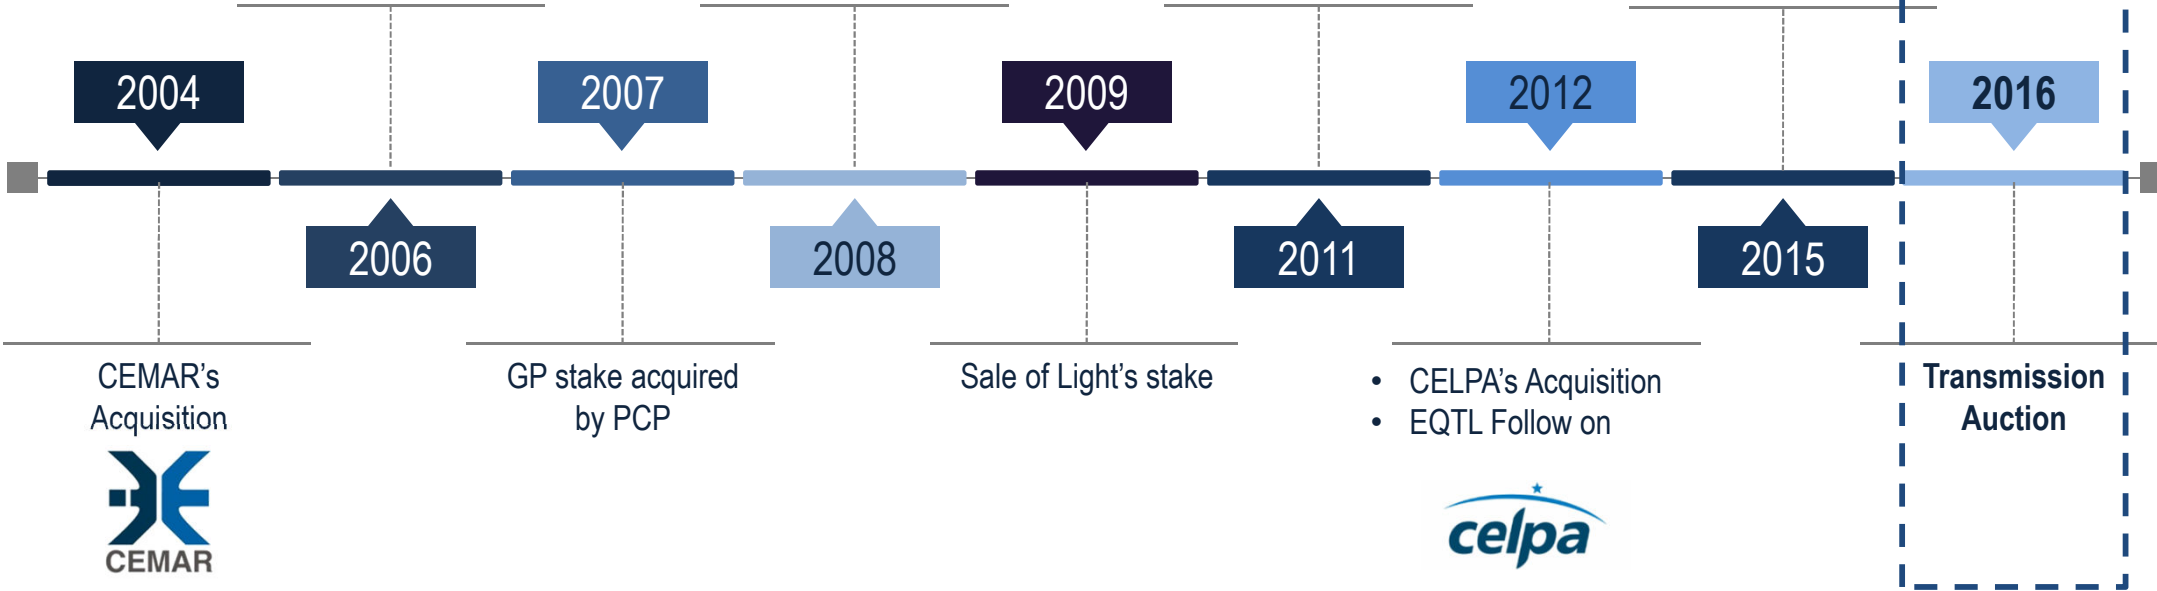 2004
2007
2009
2012
2016
2006
2008
2011
2015
CEMAR's
Acquisition
CEMAR
GP stake acquired
by PCP
Sale of Light's stake
• CELPA's Acquisition
• EQTL Follow on
celpa
Transmission
Auction